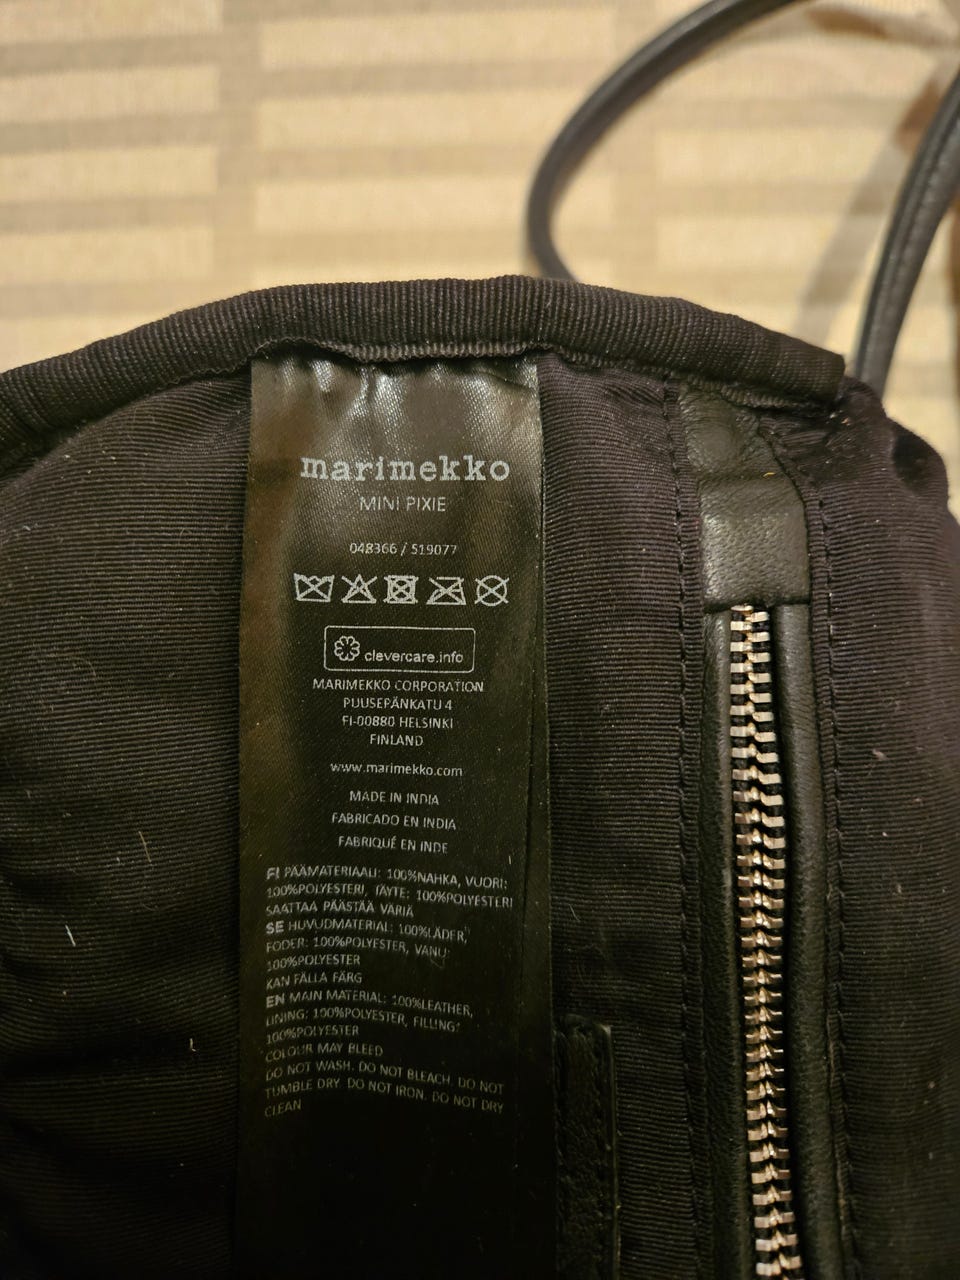 marimekko
MINI PIXIE
048366 / 519077
clevercare.info
MARIMEKKO CORPORATION
PUUSEPÄNKATU 4
FI-00880 HELSINKI
FINLAND
www.marimekko.com
MADE IN INDIA
FABRICADO EN INDIA
FABRIQUÉ EN INDE
FI PÄÄMATERIAALI: 100%NAHKA, VUORI:
100%POLYESTERI, TÄYTE: 100%POLYESTERI
SAATTAA PÄÄSTÄÄ VÄRIÄ
SE HUVUDMATERIAL: 100%LÄDER,
FODER: 100%POLYESTER, VANU:
100%POLYESTER
KAN FÄLLA FÄRG
EN MAIN MATERIAL: 100%LEATHER,
LINING: 100%POLYESTER, FILLING:
100%POLYESTER
COLOUR MAY BLEED
DO NOT WASH. DO NOT BLEACH. DO NOT
TUMBLE DRY. DO NOT IRON. DO NOT DRY
CLEAN